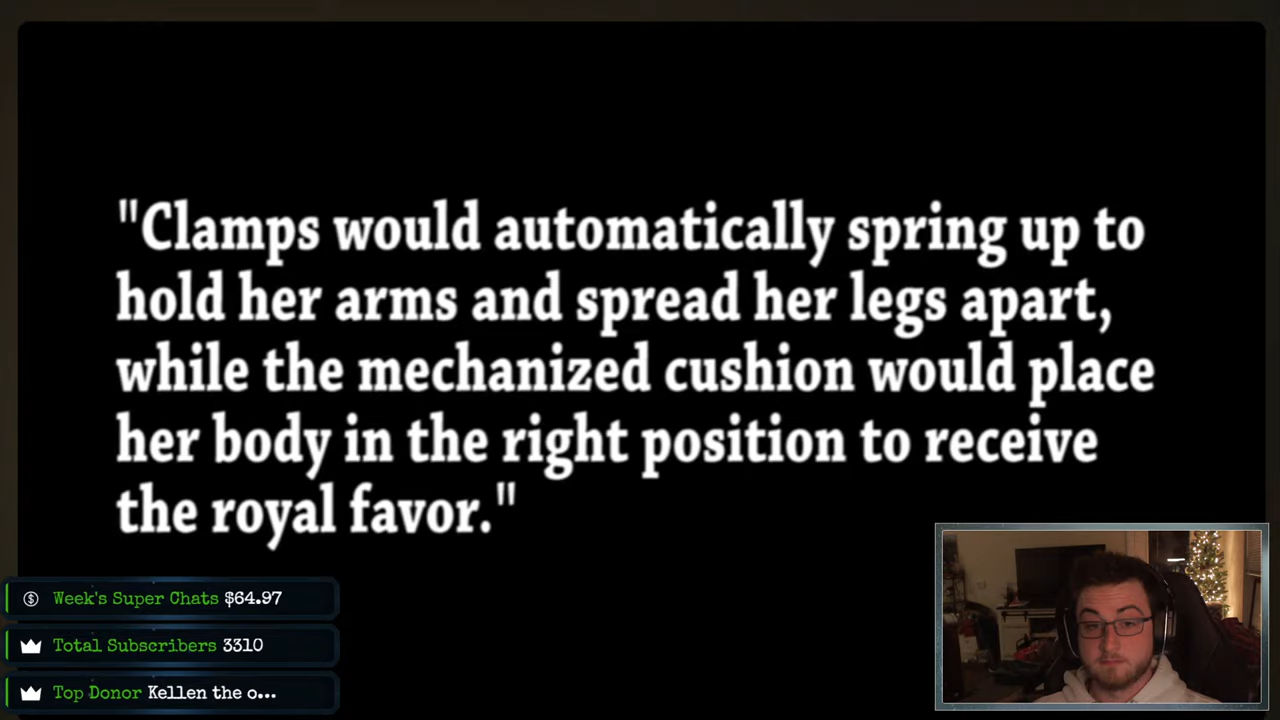 "Clamps would automatically spring up to
hold her arms and spread her legs apart,
while the mechanized cushion would place
her body in the right position to receive
the royal favor."
Week's Super Chats $64.97
Total Subscribers 3310
Top Donor Kellen the o...